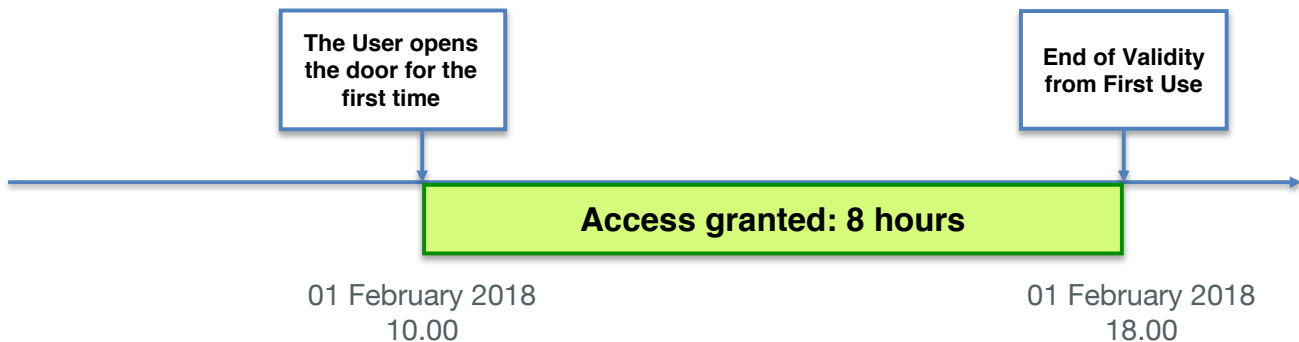 The User opens
the door for the
first time
End of Validity
from First Use
Access granted: 8 hours
01 February 2018
10.00
01 February 2018
18.00